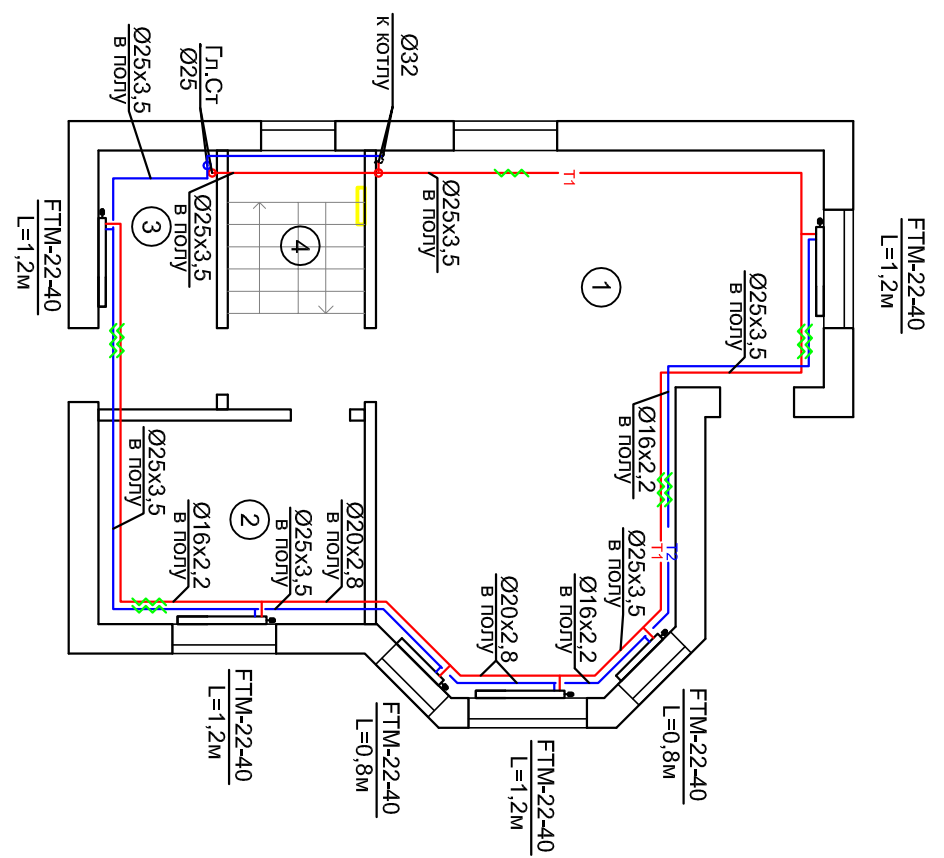 Ø32
к котлу
Гл.Ст
Ø25
Ø25x3,5
в полу
Ø25x3,5
в полу
Ø25x3,5
в полу
T1
FTM-22-40
L=1,2м
FTM-22-40
L=1,2м
3
4
1
Ø25x3,5
в полу
Ø16x2,2
в полу
Ø25x3,5
в полу
Ø16x2,2
в полу
2
Ø25x3,5
в полу
Ø20x2,8
в полу
Ø20x2,8
в полу
Ø16x2,2
в полу
Ø25x3,5
в полу
T1
T2
FTM-22-40
L=1,2м
FTM-22-40
L=0,8м
FTM-22-40
L=1,2м
FTM-22-40
L=0,8м